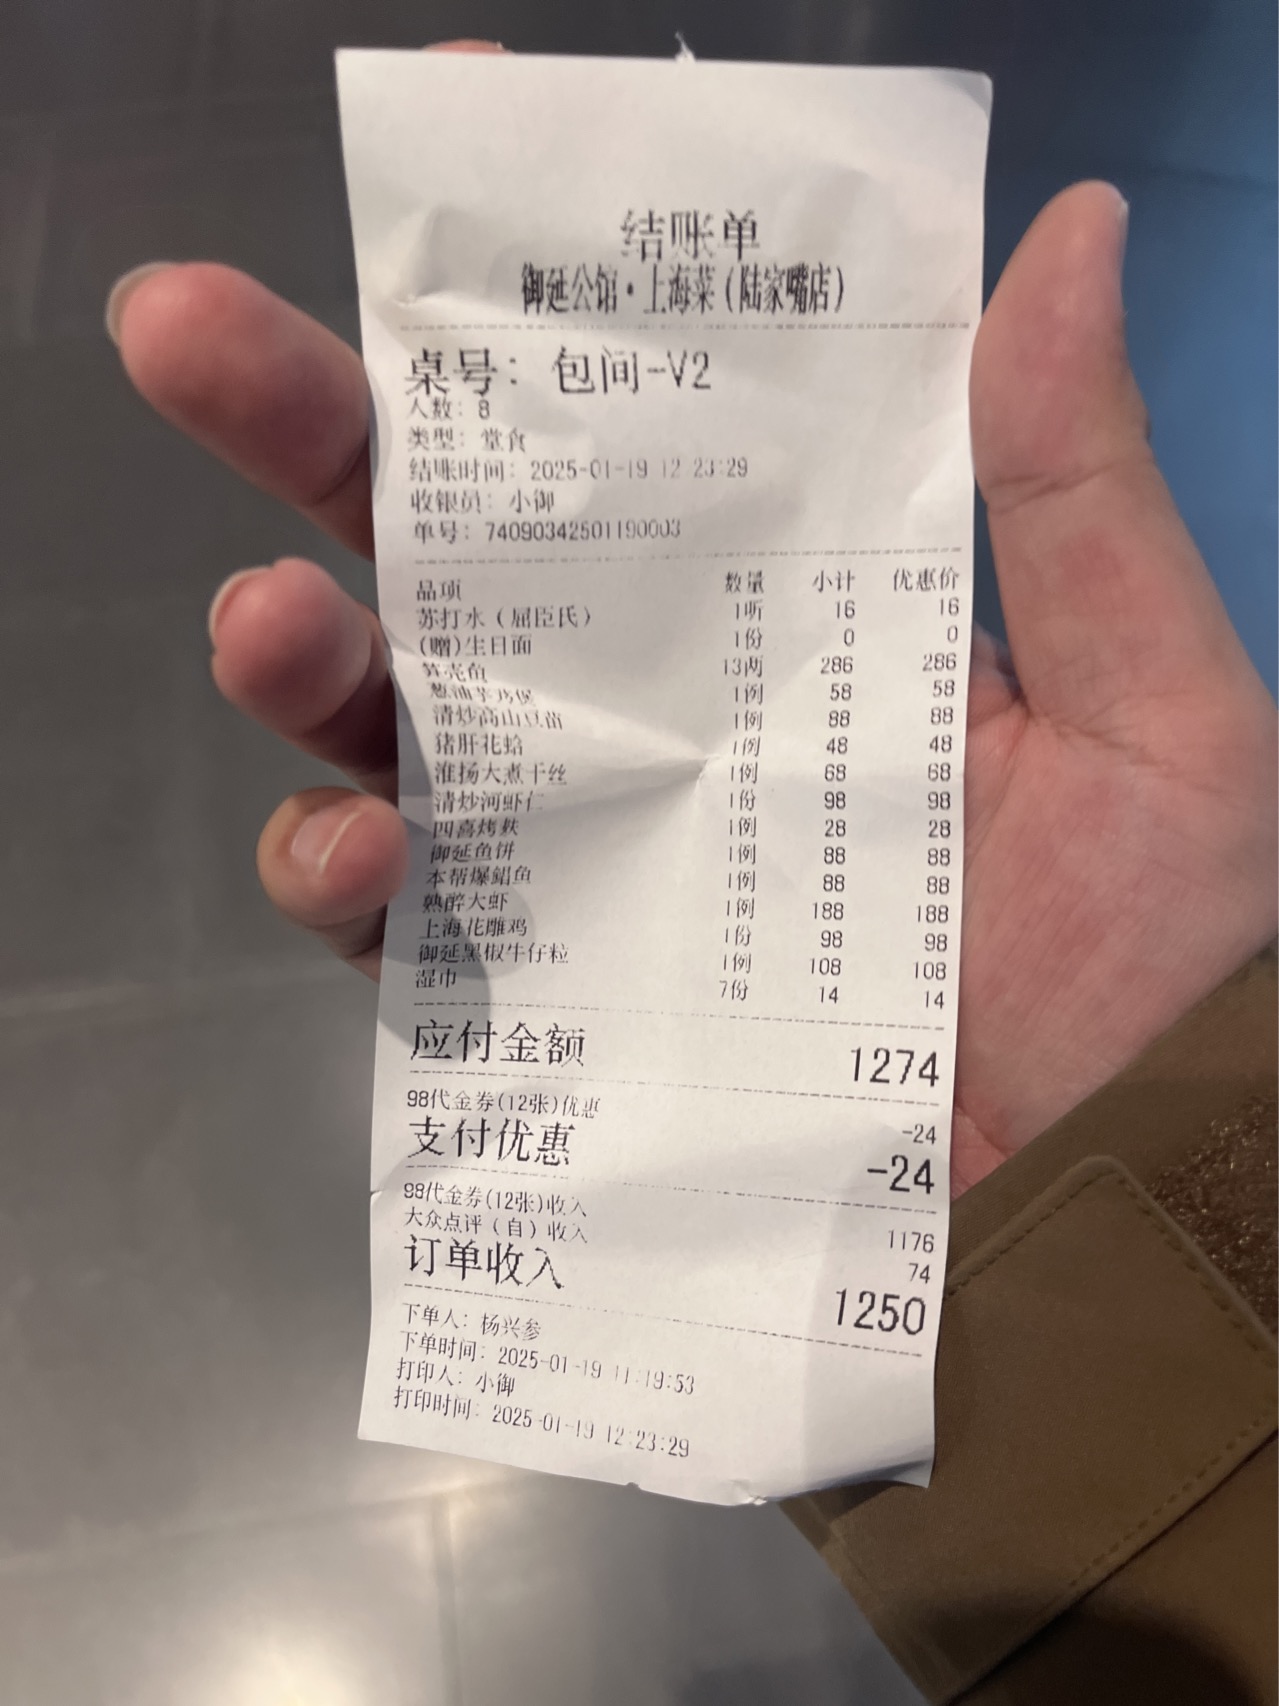 结账单
御延公馆·上海菜(陆家嘴店)
桌号: 包间-V2
人数: 8
类型: 堂食
结账时间: 2025-01-19 12:23:29
收银员: 小御
单号: 74090342501190003
品项 数量 小计 优惠价
苏打水(屈臣氏) 1听 16 16
(赠)生日面 1份 0 0
笋壳鱼 13两 286 286
葱油芋艿煲 1例 58 58
清炒高山豆苗 1例 88 88
猪肝花蛤 1例 48 48
淮扬大煮干丝 1例 68 68
清炒河虾仁 1份 98 98
四喜烤麸 1例 28 28
御延鱼饼 1例 88 88
本帮爆鲳鱼 1例 88 88
熟醉大虾 1例 188 188
上海花雕鸡 1份 98 98
御延黑椒牛仔粒 1例 108 108
湿巾 7份 14 14
应付金额 1274
98代金券(12张)优惠 -24
支付优惠 -24
98代金券(12张)收入 1176
大众点评(自)收入 74
订单收入 1250
下单人: 杨兴参
下单时间: 2025-01-19 11:19:53
打印人: 小御
打印时间: 2025-01-19 12:23:29